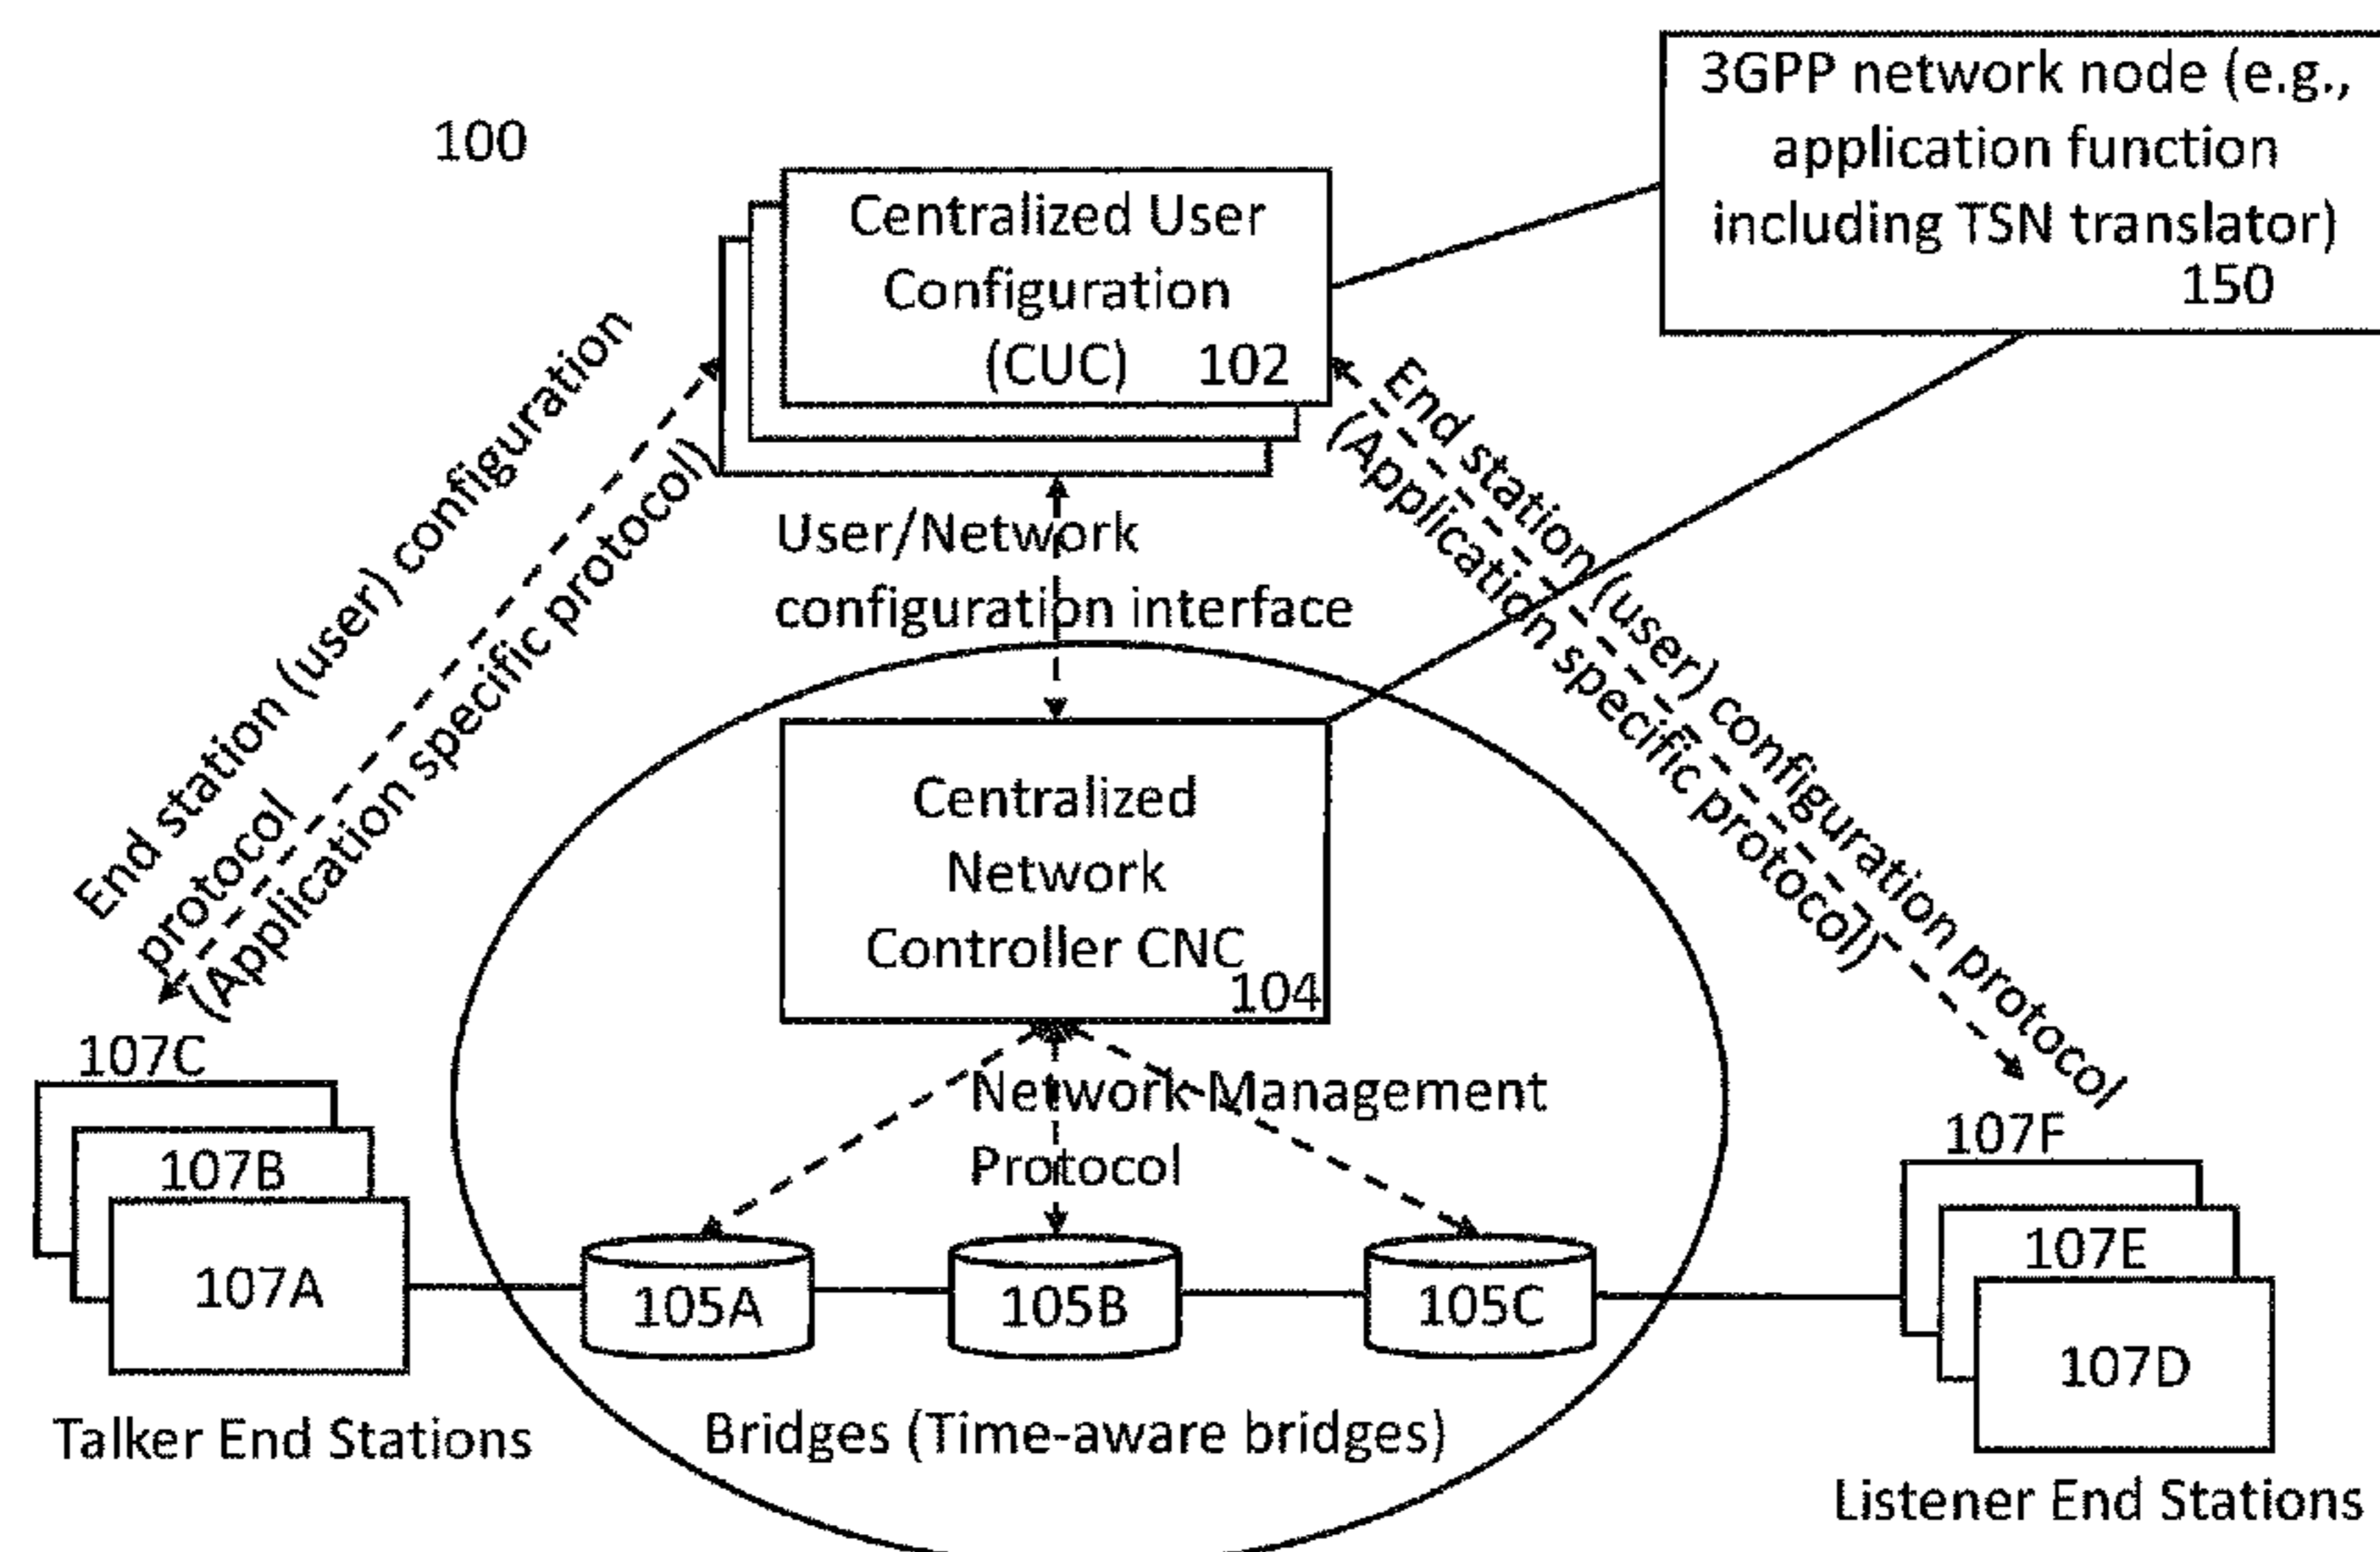 100
3GPP network node (e.g.,
application function
including TSN translator)
150
Centralized User
Configuration
(CUC) 102
End station (user) configuration
protocol
(Application specific protocol)
End station (user) configuration protocol
(Application specific protocol)
User/Network
configuration interface
Centralized
Network
Controller CNC
104
Network Management
Protocol
107C
107B
107A
105A
105B
105C
107F
107E
107D
Talker End Stations
Bridges (Time-aware bridges)
Listener End Stations